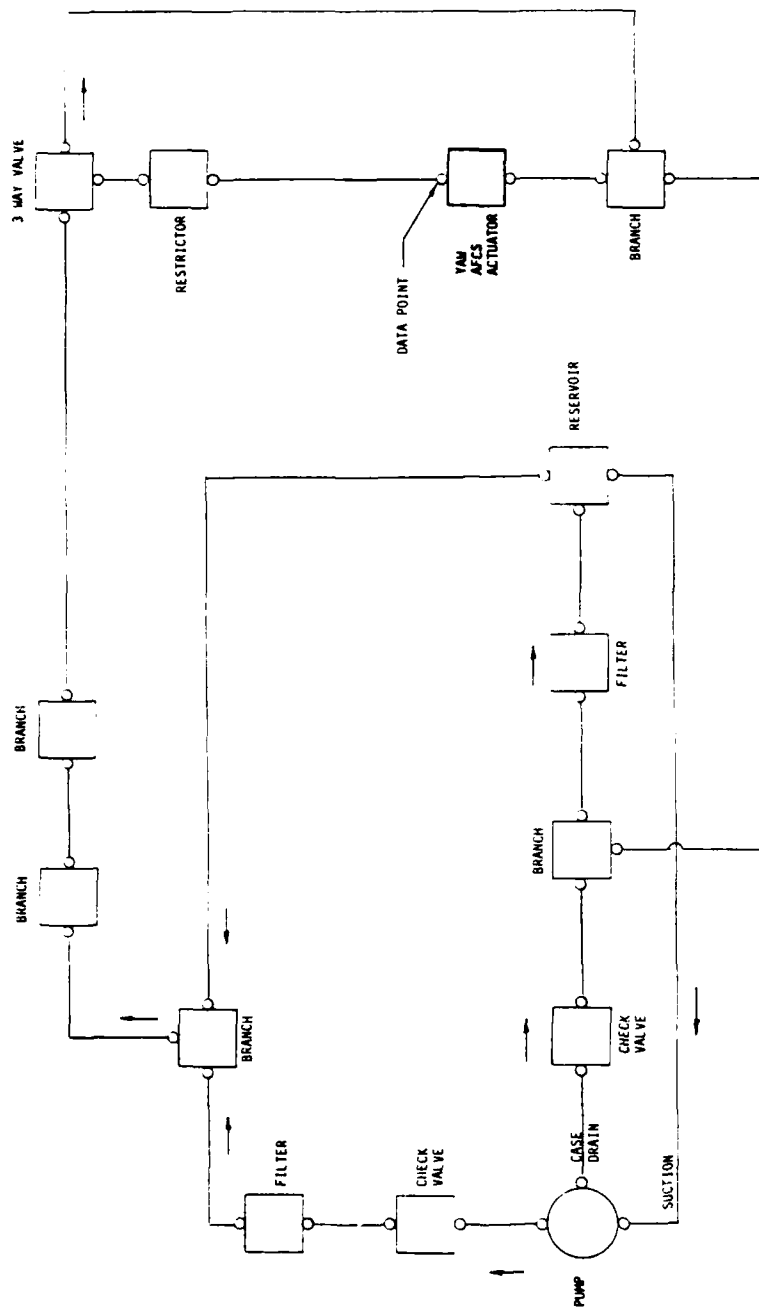 3 WAY VALVE
RESTRICTOR
DATA POINT
YAW
AFCS
ACTUATOR
BRANCH
RESERVOIR
BRANCH
BRANCH
FILTER
BRANCH
BRANCH
CHECK
VALVE
FILTER
CHECK
VALVE
CASE
DRAIN
SUCTION
PUMP